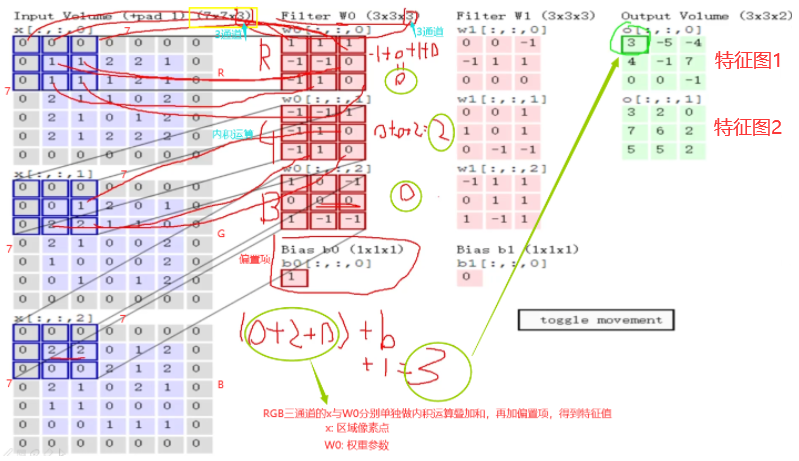 Input Volume (+pad 1) (7x7x3)
3通道
x[:,:,0]
7
7
0 0 0 0 0 0 0
0 1 1 2 2 1 0
R
0 1 1 1 2 1 0
0 2 1 1 0 2 0
0 2 1 0 1 2 0
内积运算
0 2 1 2 2 2 0
0 0 0 0 0 0 0
x[:,:,1]
7
7
0 0 0 0 0 0 0
0 0 1 2 0 1 0
0 2 2 1 1 0 0
G
0 2 1 0 0 2 0
0 1 0 0 0 2 0
0 0 1 0 1 2 0
0 0 0 0 0 0 0
x[:,:,2]
7
7
0 0 0 0 0 0 0
0 2 2 0 1 2 0
0 0 0 2 1 2 0
0 2 1 0 2 1 0
B
0 1 1 0 0 0 0
0 0 1 1 1 0 0
0 0 0 0 0 0 0
Filter W0 (3x3x3)
3通道
w0[:,:,0]
R
1 1 1
-1 -1 0
-1 1 0
-1+0+1+0
0
w0[:,:,1]
-1 -1 1
-1 1 0
-1 1 0
2
w0[:,:,2]
B
1 0 -1
0 0 0
1 -1 -1
0
偏置项
Bias b0 (1x1x1)
b0[:,:,0]
1
(0+2+0)+b
+1=3
Filter W1 (3x3x3)
w1[:,:,0]
0 0 -1
-1 1 1
0 0 0
w1[:,:,1]
1 0 0
1 0 1
0 -1 -1
w1[:,:,2]
-1 1 1
0 1 1
1 -1 1
Bias b1 (1x1x1)
b1[:,:,0]
0
Output Volume (3x3x2)
o[:,:,0]
3 -5 -4
4 -1 7
0 0 -1
特征图1
o[:,:,1]
3 2 0
7 6 2
5 5 2
特征图2
toggle movement
RGB三通道的x与W0分别单独做内积运算叠加和，再加偏置项，得到特征值
x: 区域像素点
W0: 权重参数